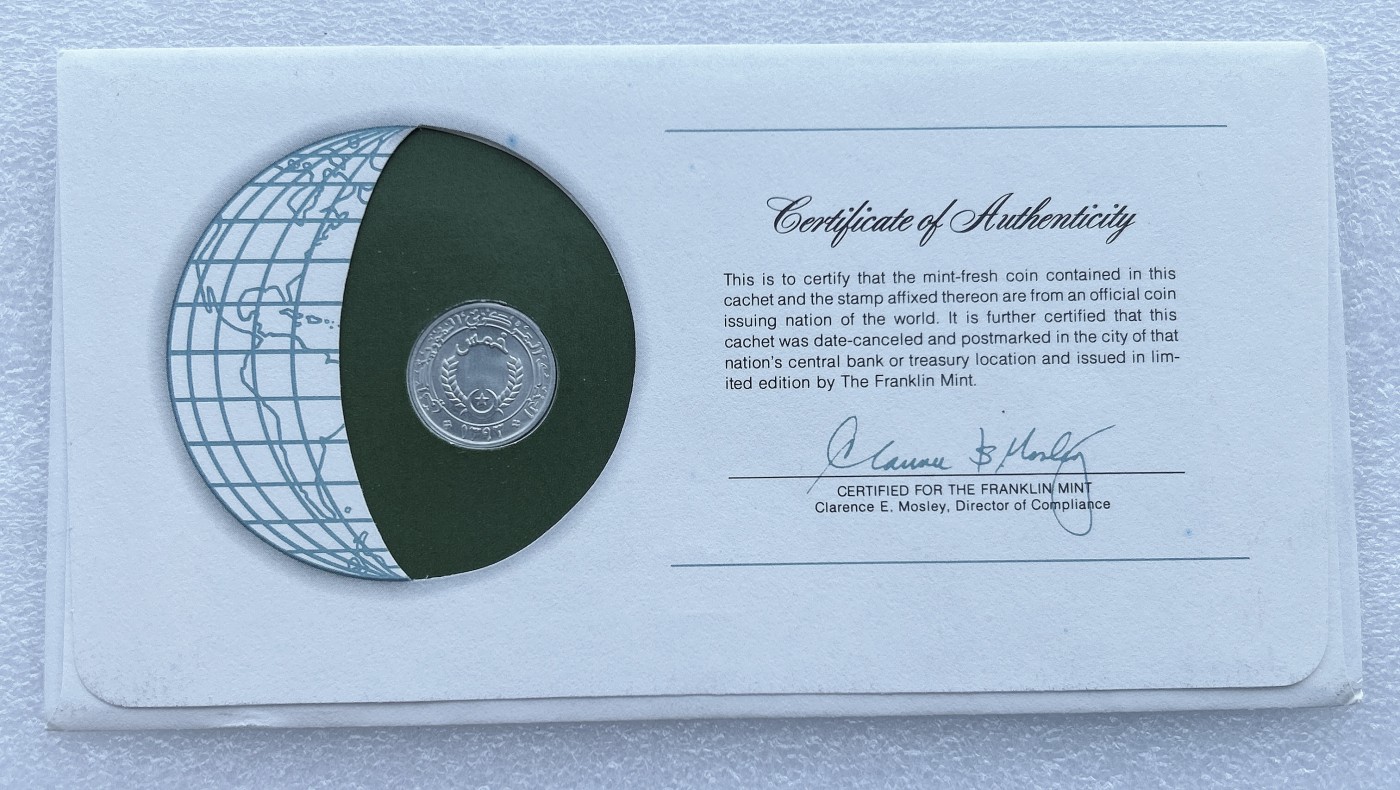 Certificate of Authenticity
This is to certify that the mint-fresh coin contained in this
cachet and the stamp affixed thereon are from an official coin
issuing nation of the world. It is further certified that this
cachet was date-canceled and postmarked in the city of that
nation's central bank or treasury location and issued in lim-
ited edition by The Franklin Mint.
CERTIFIED FOR THE FRANKLIN MINT
Clarence E. Mosley, Director of Compliance
خمس